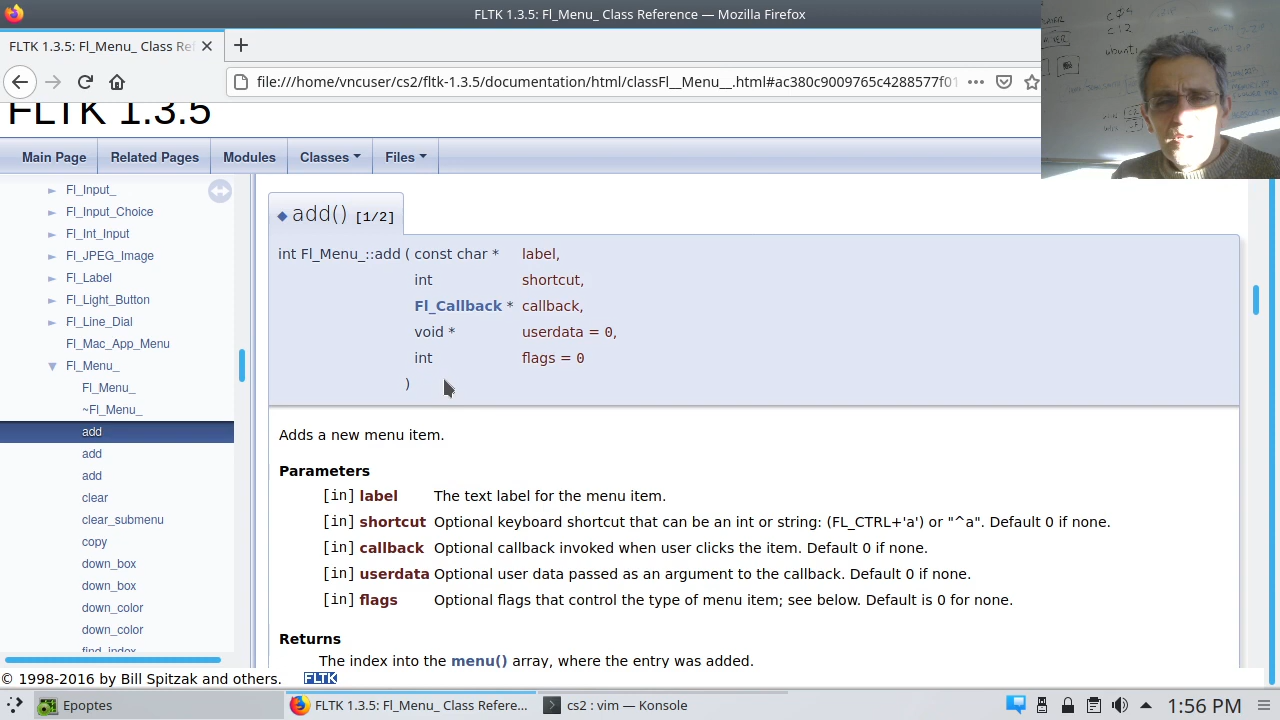 FLTK 1.3.5: Fl_Menu_ Class Reference — Mozilla Firefox
FLTK 1.3.5: Fl_Menu_ Class Re
file:///home/vncuser/cs2/fltk-1.3.5/documentation/html/classFl__Menu__.html#ac380c9009765c4288577f01
FLTK 1.3.5
Main Page
Related Pages
Modules
Classes
Files
Fl_Input_
Fl_Input_Choice
Fl_Int_Input
Fl_JPEG_Image
Fl_Label
Fl_Light_Button
Fl_Line_Dial
Fl_Mac_App_Menu
Fl_Menu_
Fl_Menu_
~Fl_Menu_
add
add
add
clear
clear_submenu
copy
down_box
down_box
down_color
down_color
find_index
◆ add() [1/2]
int Fl_Menu_::add ( const char * label,
int shortcut,
Fl_Callback * callback,
void * userdata = 0,
int flags = 0
)
Adds a new menu item.
Parameters
[in] label The text label for the menu item.
[in] shortcut Optional keyboard shortcut that can be an int or string: (FL_CTRL+'a') or "^a". Default 0 if none.
[in] callback Optional callback invoked when user clicks the item. Default 0 if none.
[in] userdata Optional user data passed as an argument to the callback. Default 0 if none.
[in] flags Optional flags that control the type of menu item; see below. Default is 0 for none.
Returns
The index into the menu() array, where the entry was added.
© 1998-2016 by Bill Spitzak and others. FLTK
Epoptes
FLTK 1.3.5: Fl_Menu_ Class Refere...
cs2 : vim — Konsole
1:56 PM
ubuntu